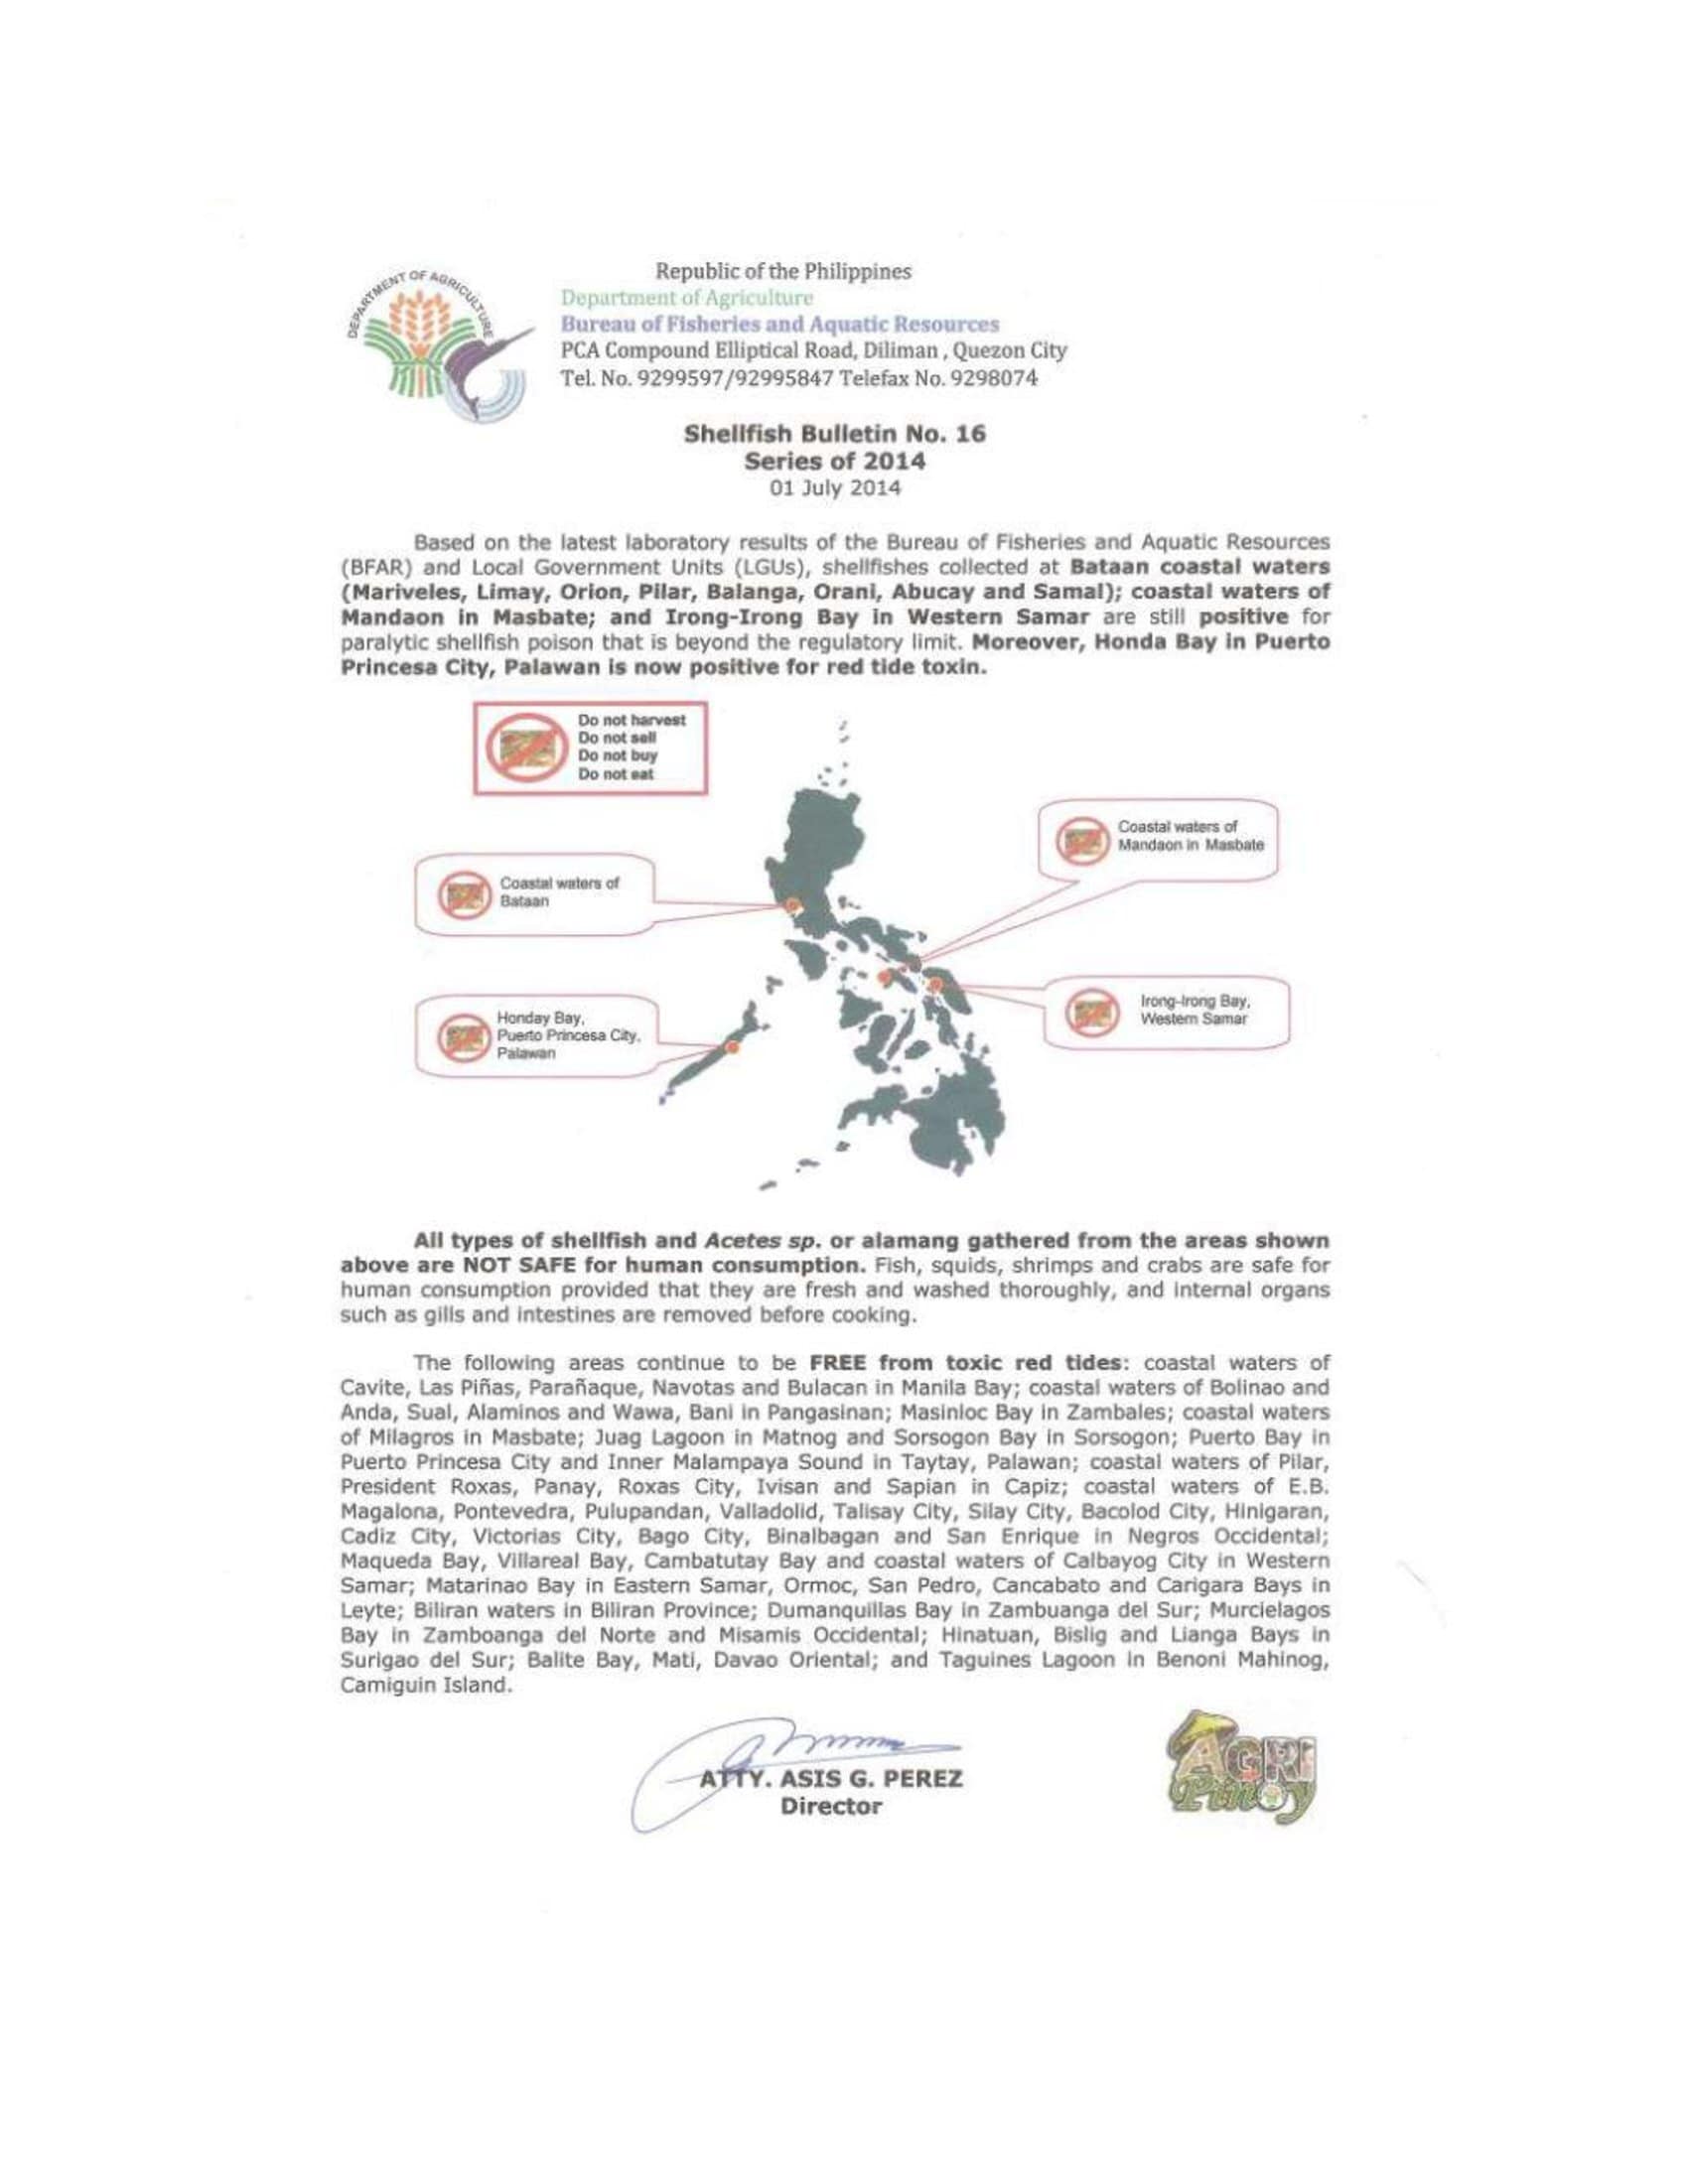 DEPARTMENT OF AGRICULTURE
Republic of the Philippines
Department of Agriculture
Bureau of Fisheries and Aquatic Resources
PCA Compound Elliptical Road, Diliman , Quezon City
Tel. No. 9299597/92995847 Telefax No. 9298074
Shellfish Bulletin No. 16
Series of 2014
01 July 2014
Based on the latest laboratory results of the Bureau of Fisheries and Aquatic Resources
(BFAR) and Local Government Units (LGUs), shellfishes collected at Bataan coastal waters
(Mariveles, Limay, Orion, Pilar, Balanga, Orani, Abucay and Samal); coastal waters of
Mandaon in Masbate; and Irong-Irong Bay in Western Samar are still positive for
paralytic shellfish poison that is beyond the regulatory limit. Moreover, Honda Bay in Puerto
Princesa City, Palawan is now positive for red tide toxin.
Do not harvest
Do not sell
Do not buy
Do not eat
Coastal waters of
Mandaon in Masbate
Coastal waters of
Bataan
Honday Bay,
Puerto Princesa City,
Palawan
Irong-Irong Bay,
Western Samar
All types of shellfish and Acetes sp. or alamang gathered from the areas shown
above are NOT SAFE for human consumption. Fish, squids, shrimps and crabs are safe for
human consumption provided that they are fresh and washed thoroughly, and internal organs
such as gills and intestines are removed before cooking.
The following areas continue to be FREE from toxic red tides: coastal waters of
Cavite, Las Piñas, Parañaque, Navotas and Bulacan in Manila Bay; coastal waters of Bolinao and
Anda, Sual, Alaminos and Wawa, Bani in Pangasinan; Masinloc Bay in Zambales; coastal waters
of Milagros in Masbate; Juag Lagoon in Matnog and Sorsogon Bay in Sorsogon; Puerto Bay in
Puerto Princesa City and Inner Malampaya Sound in Taytay, Palawan; coastal waters of Pilar,
President Roxas, Panay, Roxas City, Ivisan and Sapian in Capiz; coastal waters of E.B.
Magalona, Pontevedra, Pulupandan, Valladolid, Talisay City, Silay City, Bacolod City, Hinigaran,
Cadiz City, Victorias City, Bago City, Binalbagan and San Enrique in Negros Occidental;
Maqueda Bay, Villareal Bay, Cambatutay Bay and coastal waters of Calbayog City in Western
Samar; Matarinao Bay in Eastern Samar, Ormoc, San Pedro, Cancabato and Carigara Bays in
Leyte; Biliran waters in Biliran Province; Dumanquillas Bay in Zambuanga del Sur; Murcielagos
Bay in Zamboanga del Norte and Misamis Occidental; Hinatuan, Bislig and Lianga Bays in
Surigao del Sur; Balite Bay, Mati, Davao Oriental; and Taguines Lagoon in Benoni Mahinog,
Camiguin Island.
ATTY. ASIS G. PEREZ
Director
AGRI
Pinoy